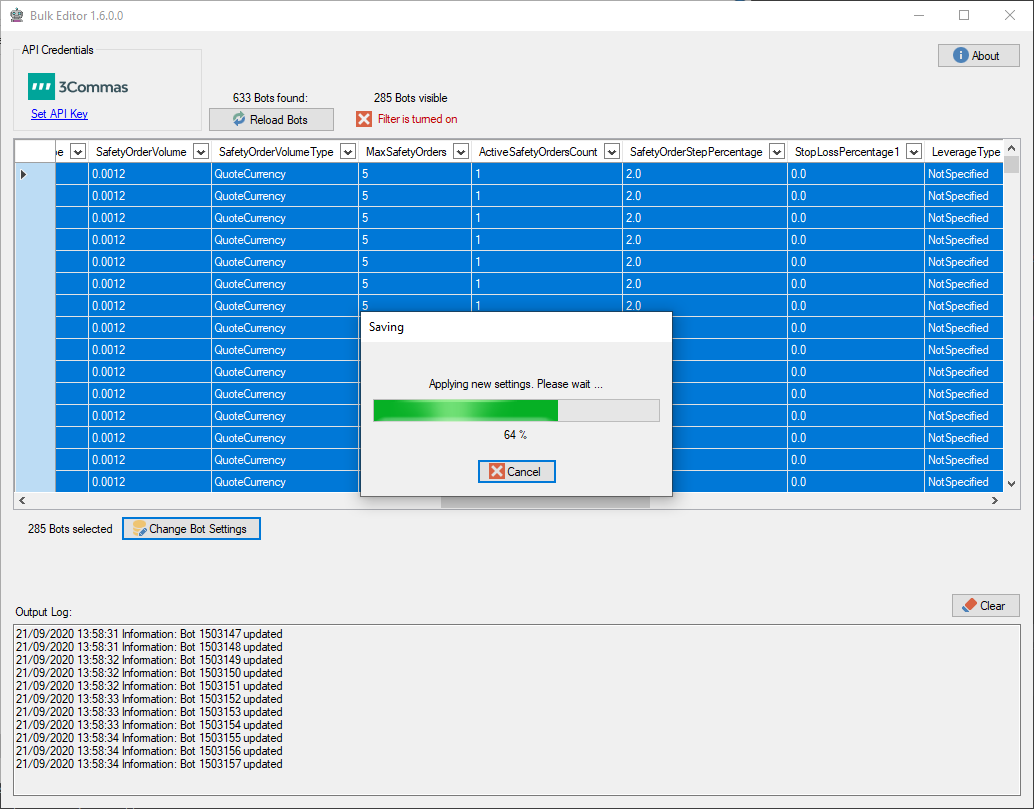 Bulk Editor 1.6.0.0
API Credentials
About
3Commas
633 Bots found:
285 Bots visible
Set API Key
Reload Bots
Filter is turned on
pe SafetyOrderVolume SafetyOrderVolumeType MaxSafetyOrders ActiveSafetyOrdersCount SafetyOrderStepPercentage StopLossPercentage1 LeverageType
0.0012 QuoteCurrency 5 1 2.0 0.0 NotSpecified
0.0012 QuoteCurrency 5 1 2.0 0.0 NotSpecified
0.0012 QuoteCurrency 5 1 2.0 0.0 NotSpecified
0.0012 QuoteCurrency 5 1 2.0 0.0 NotSpecified
0.0012 QuoteCurrency 5 1 2.0 0.0 NotSpecified
0.0012 QuoteCurrency 5 1 2.0 0.0 NotSpecified
0.0012 QuoteCurrency 5 1 2.0 0.0 NotSpecified
0.0012 QuoteCurrency 0.0 NotSpecified
0.0012 QuoteCurrency 0.0 NotSpecified
0.0012 QuoteCurrency 0.0 NotSpecified
0.0012 QuoteCurrency 0.0 NotSpecified
0.0012 QuoteCurrency 0.0 NotSpecified
0.0012 QuoteCurrency 0.0 NotSpecified
0.0012 QuoteCurrency 0.0 NotSpecified
0.0012 QuoteCurrency 0.0 NotSpecified
Saving
Applying new settings. Please wait ...
64 %
Cancel
285 Bots selected
Change Bot Settings
Output Log:
Clear
21/09/2020 13:58:31 Information: Bot 1503147 updated
21/09/2020 13:58:31 Information: Bot 1503148 updated
21/09/2020 13:58:32 Information: Bot 1503149 updated
21/09/2020 13:58:32 Information: Bot 1503150 updated
21/09/2020 13:58:32 Information: Bot 1503151 updated
21/09/2020 13:58:33 Information: Bot 1503152 updated
21/09/2020 13:58:33 Information: Bot 1503153 updated
21/09/2020 13:58:33 Information: Bot 1503154 updated
21/09/2020 13:58:34 Information: Bot 1503155 updated
21/09/2020 13:58:34 Information: Bot 1503156 updated
21/09/2020 13:58:34 Information: Bot 1503157 updated